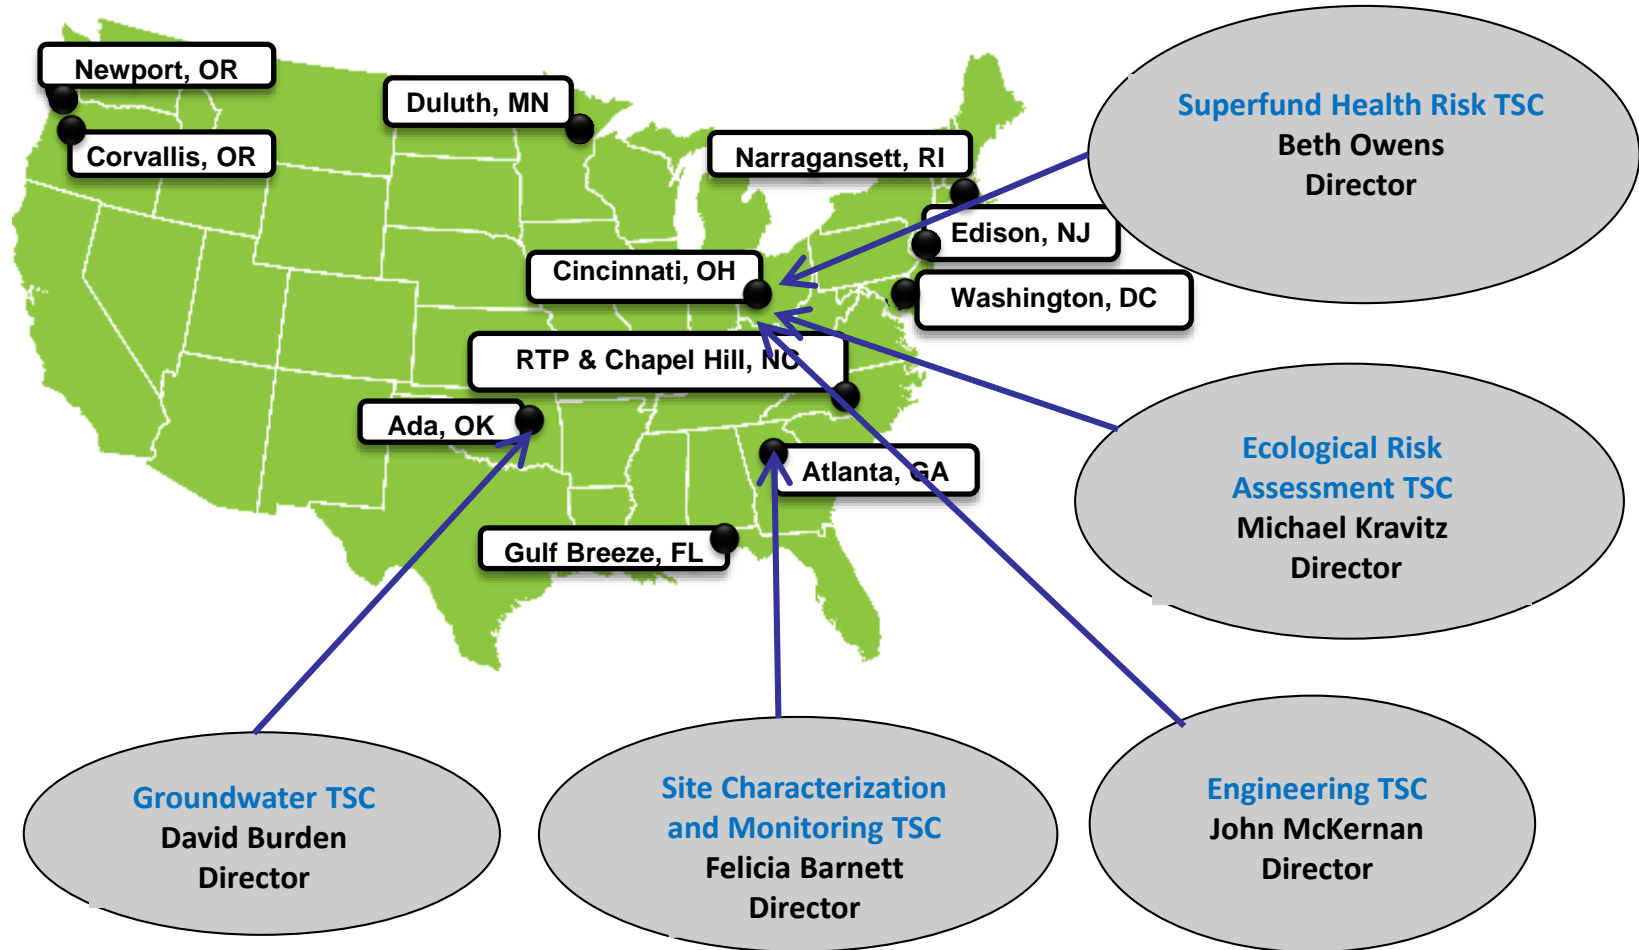 Newport, OR
Corvallis, OR
Duluth, MN
Narragansett, RI
Edison, NJ
Cincinnati, OH
Washington, DC
RTP & Chapel Hill, NC
Ada, OK
Atlanta, GA
Gulf Breeze, FL
Superfund Health Risk TSC
Beth Owens
Director
Ecological Risk
Assessment TSC
Michael Kravitz
Director
Groundwater TSC
David Burden
Director
Site Characterization
and Monitoring TSC
Felicia Barnett
Director
Engineering TSC
John McKernan
Director